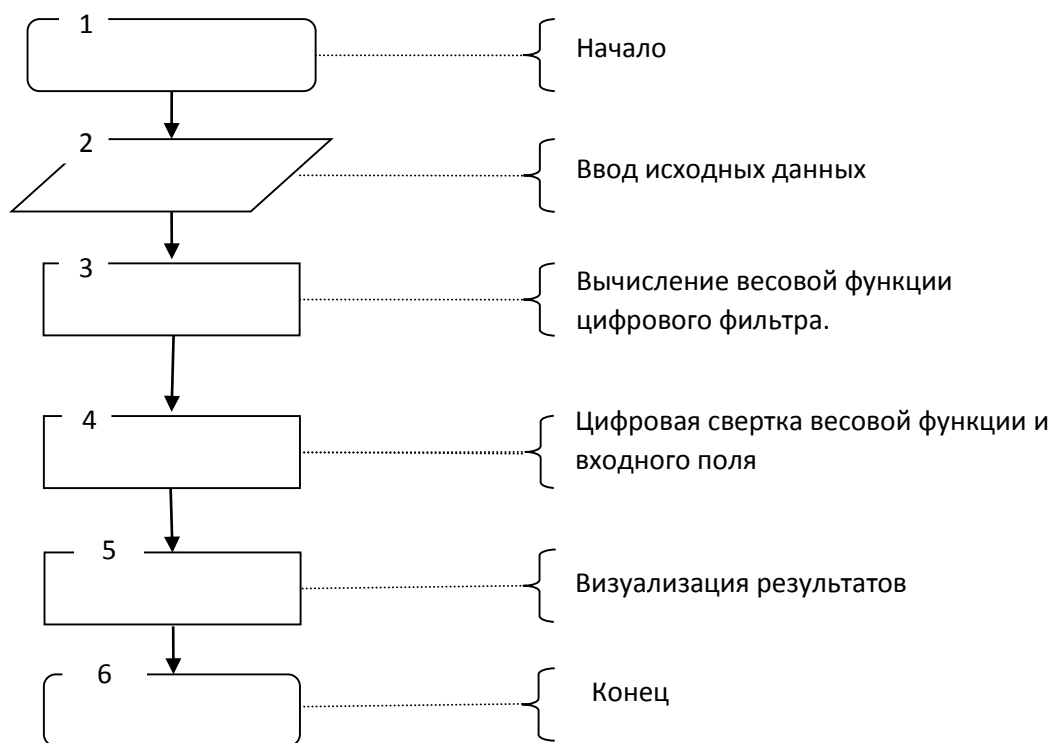 1
Начало
2
Ввод исходных данных
3
Вычисление весовой функции
цифрового фильтра.
4
Цифровая свертка весовой функции и
входного поля
5
Визуализация результатов
6
Конец